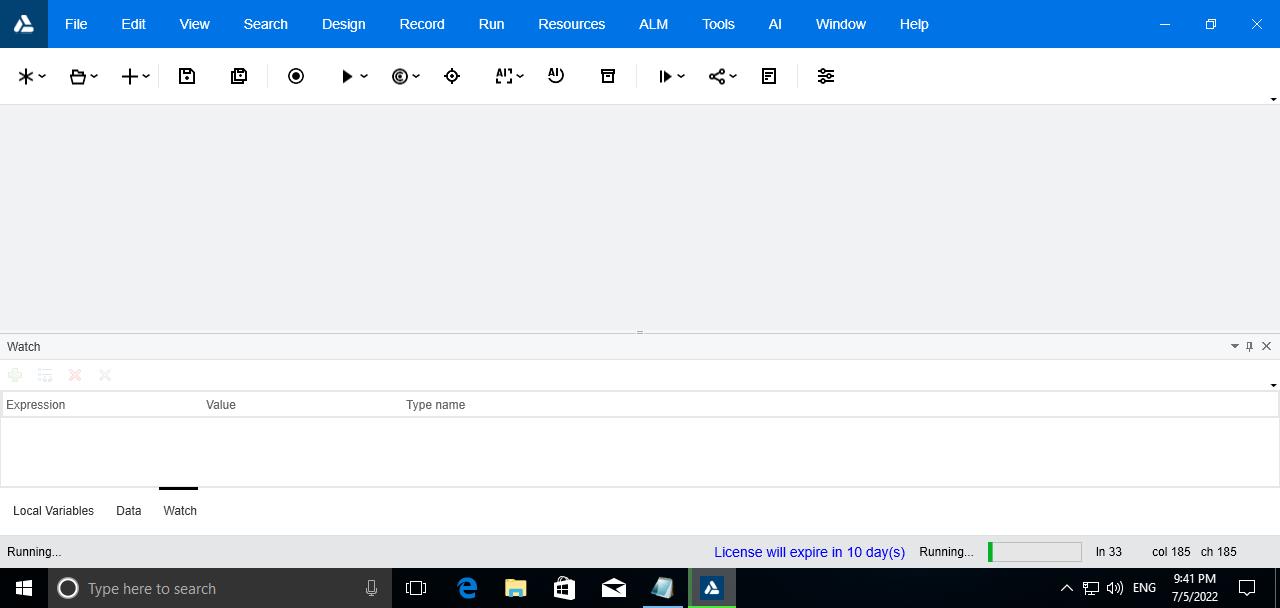 File Edit View Search Design Record Run Resources ALM Tools AI Window Help
AI AI
Watch
Expression Value Type name
Local Variables Data Watch
Running... License will expire in 10 day(s) Running... ln 33 col 185 ch 185
Type here to search ENG 9:41 PM
7/5/2022